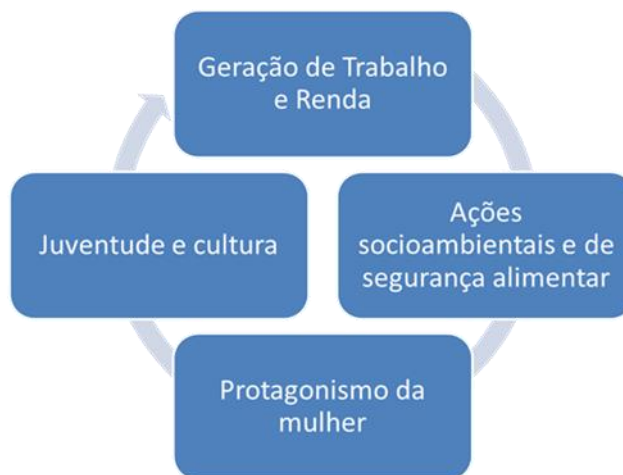 Geração de Trabalho
e Renda
Ações
socioambientais e de
segurança alimentar
Protagonismo da
mulher
Juventude e cultura